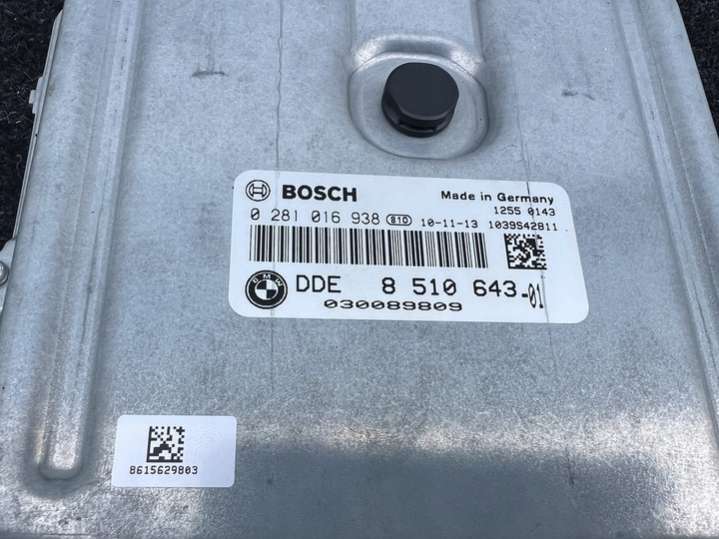 BOSCH
Made in Germany
1255 0143
0 281 016 938 810 10-11-13 1039S42811
BMW
DDE 8 510 643-01
030089809
8615629803